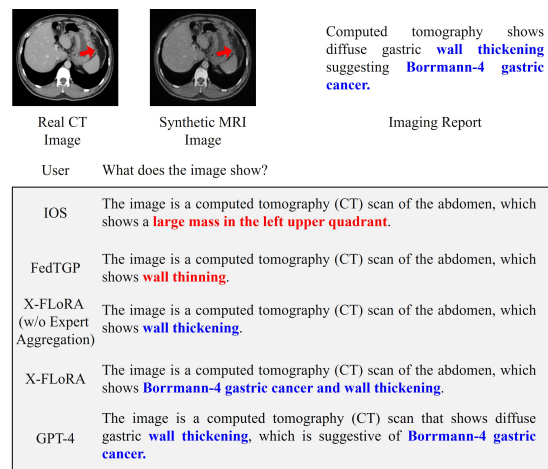 Computed tomography shows
diffuse gastric wall thickening
suggesting Borrmann-4 gastric
cancer.
Real CT
Image
Synthetic MRI
Image
Imaging Report
User
What does the image show?
IOS
The image is a computed tomography (CT) scan of the abdomen, which
shows a large mass in the left upper quadrant.
FedTGP
The image is a computed tomography (CT) scan of the abdomen, which
shows wall thinning.
X-FLoRA
(w/o Expert
Aggregation)
The image is a computed tomography (CT) scan of the abdomen, which
shows wall thickening.
X-FLoRA
The image is a computed tomography (CT) scan of the abdomen, which
shows Borrmann-4 gastric cancer and wall thickening.
GPT-4
The image is a computed tomography (CT) scan that shows diffuse
gastric wall thickening, which is suggestive of Borrmann-4 gastric
cancer.